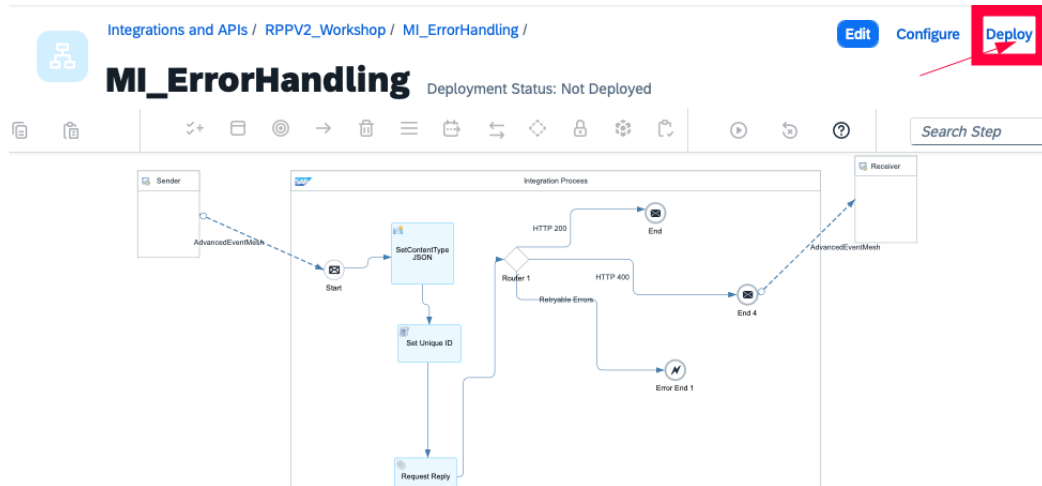 Integrations and APIs / RPPV2_Workshop / MI_ErrorHandling /
Edit Configure Deploy
MI_ErrorHandling Deployment Status: Not Deployed
Search Step
Sender
SAP
Integration Process
Receiver
HTTP 200
End
AdvancedEventMesh
SetContentType
JSON
AdvancedEventMesh
Start
Router 1
HTTP 400
Retryable Errors
End 4
Set Unique ID
Error End 1
Request Reply